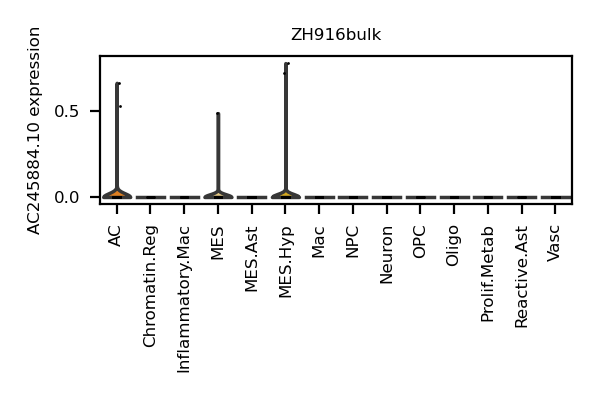 ZH916bulk
AC245884.10 expression
0.5
0.0
AC
Chromatin.Reg
Inflammatory.Mac
MES
MES.Ast
MES.Hyp
Mac
NPC
Neuron
OPC
Oligo
Prolif.Metab
Reactive.Ast
Vasc